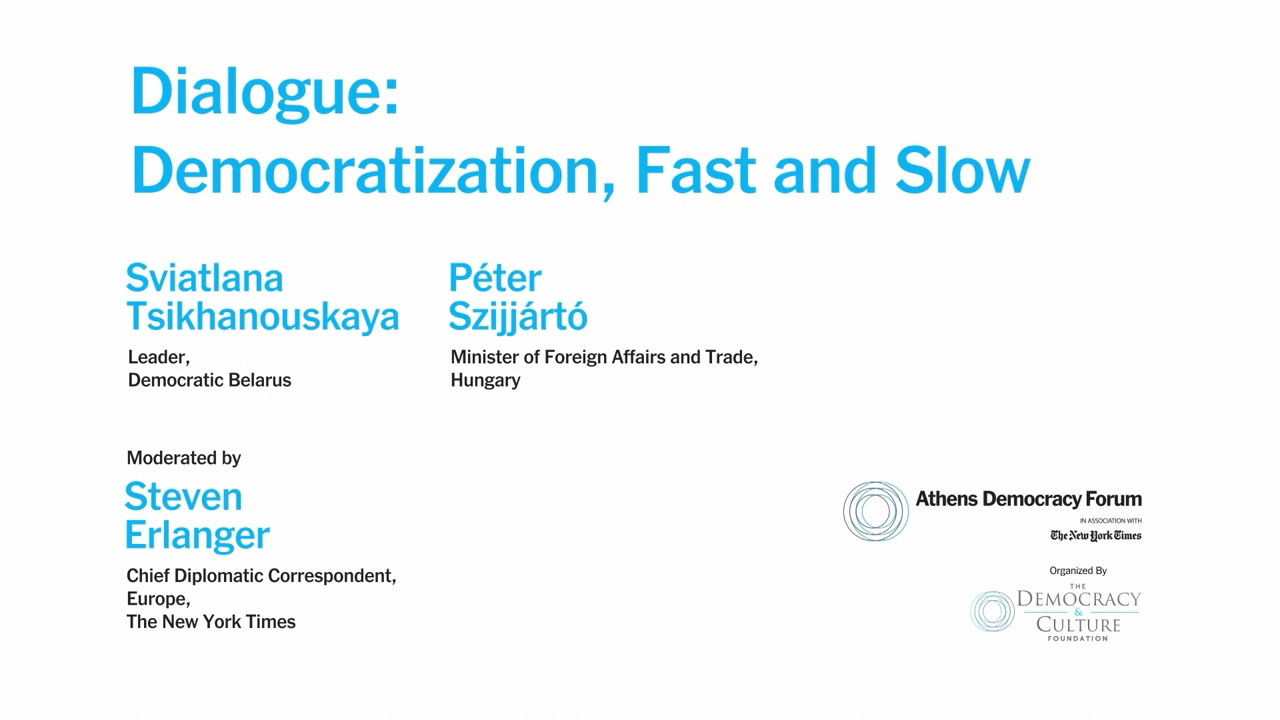 Dialogue:
Democratization, Fast and Slow
Sviatlana
Tsikhanouskaya
Leader,
Democratic Belarus
Péter
Szijjártó
Minister of Foreign Affairs and Trade,
Hungary
Moderated by
Steven
Erlanger
Chief Diplomatic Correspondent,
Europe,
The New York Times
Athens Democracy Forum
IN ASSOCIATION WITH
The New York Times
Organized By
THE
DEMOCRACY
&
CULTURE
FOUNDATION